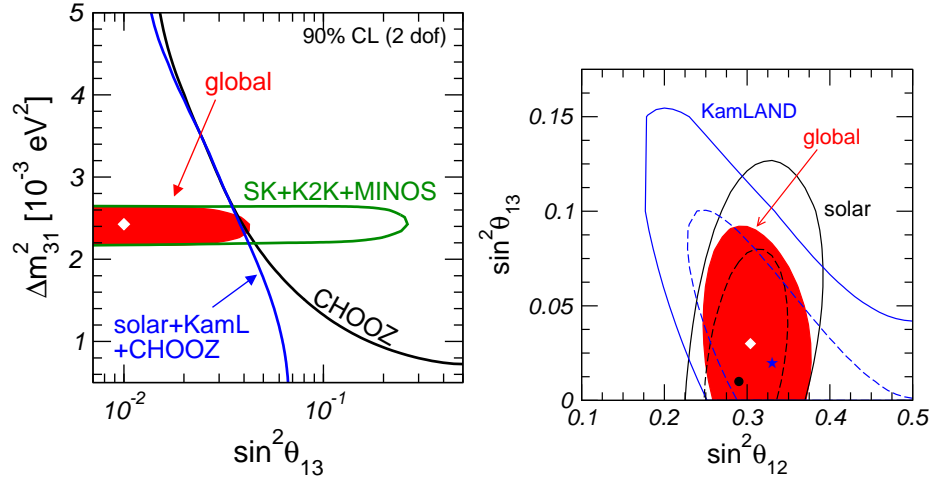 90% CL (2 dof)
global
SK+K2K+MINOS
CHOOZ
solar+KamL
+CHOOZ
5
4
3
2
1
Δm²₃₁ [10⁻³ eV²]
10⁻²
10⁻¹
sin²θ₁₃
KamLAND
global
solar
0.15
0.1
0.05
0
sin²θ₁₃
0.1
0.2
0.3
0.4
0.5
sin²θ₁₂